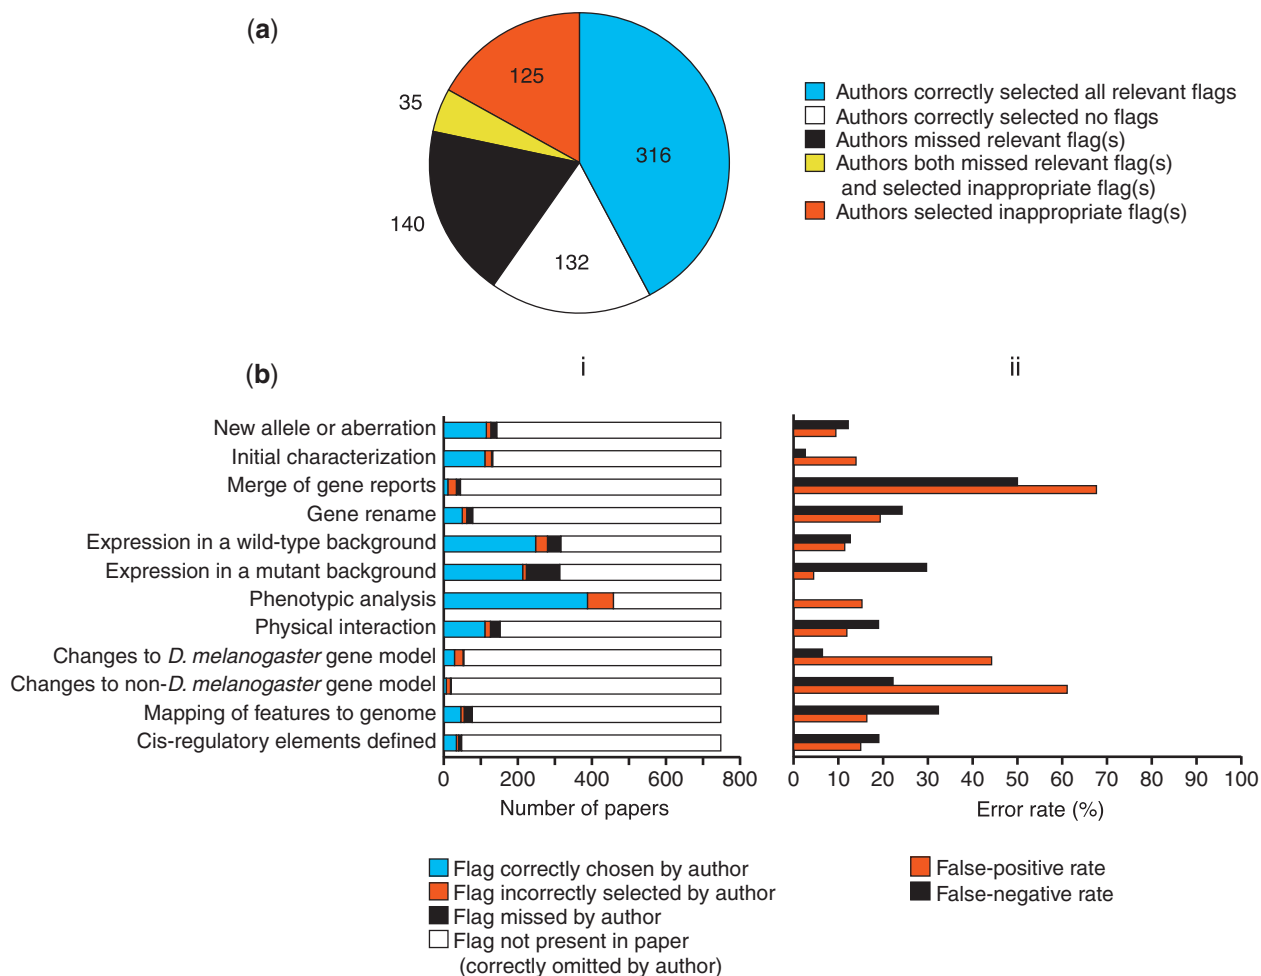 (a)
125
35
316
140
132
Authors correctly selected all relevant flags
Authors correctly selected no flags
Authors missed relevant flag(s)
Authors both missed relevant flag(s)
and selected inappropriate flag(s)
Authors selected inappropriate flag(s)
(b)
i
ii
New allele or aberration
Initial characterization
Merge of gene reports
Gene rename
Expression in a wild-type background
Expression in a mutant background
Phenotypic analysis
Physical interaction
Changes to D. melanogaster gene model
Changes to non-D. melanogaster gene model
Mapping of features to genome
Cis-regulatory elements defined
0 200 400 600 800
Number of papers
0 10 20 30 40 50 60 70 80 90 100
Error rate (%)
Flag correctly chosen by author
Flag incorrectly selected by author
Flag missed by author
Flag not present in paper
(correctly omitted by author)
False-positive rate
False-negative rate